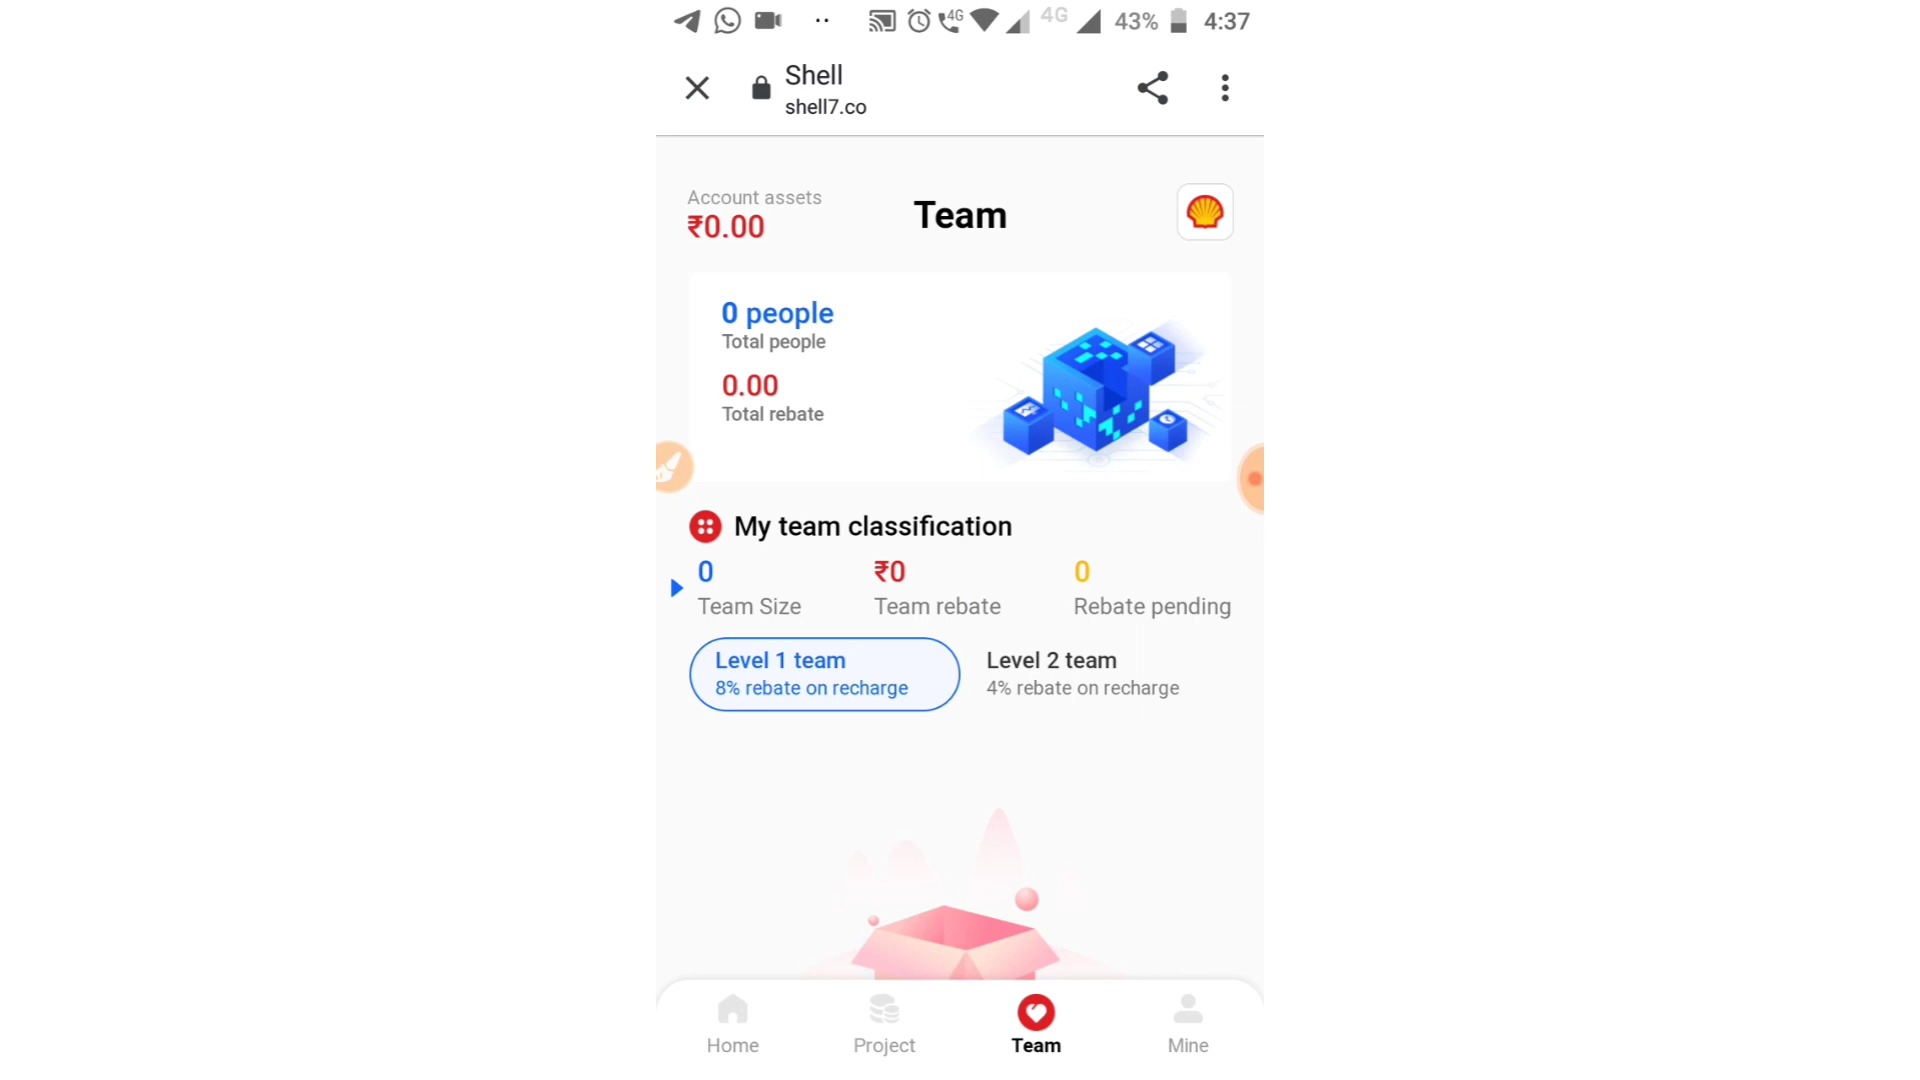 4G 4G 43% 4:37
Shell
shell7.co
Account assets
₹0.00
Team
0 people
Total people
0.00
Total rebate
My team classification
0 ₹0 0
Team Size Team rebate Rebate pending
Level 1 team Level 2 team
8% rebate on recharge 4% rebate on recharge
Home Project Team Mine